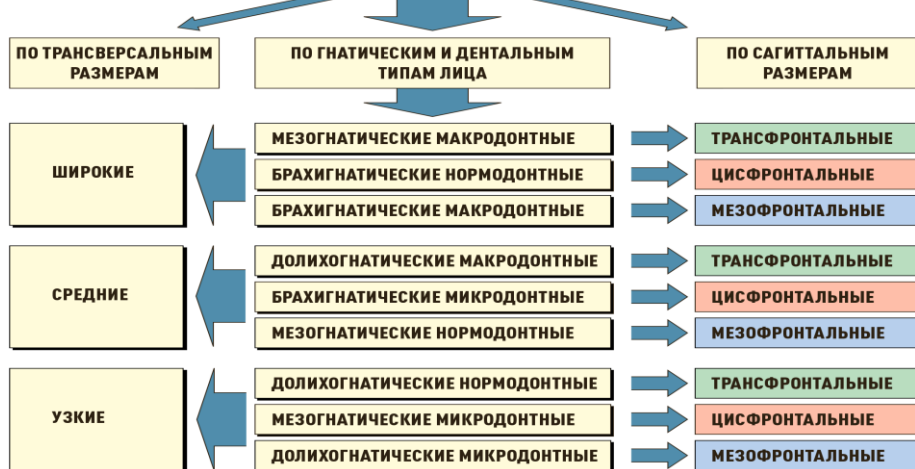 ПО ТРАНСВЕРСАЛЬНЫМ
РАЗМЕРАМ
ПО ГНАТИЧЕСКИМ И ДЕНТАЛЬНЫМ
ТИПАМ ЛИЦА
ПО САГИТТАЛЬНЫМ
РАЗМЕРАМ
ШИРОКИЕ
МЕЗОГНАТИЧЕСКИЕ МАКРОДОНТНЫЕ
ТРАНСФРОНТАЛЬНЫЕ
БРАХИГНАТИЧЕСКИЕ НОРМОДОНТНЫЕ
ЦИСФРОНТАЛЬНЫЕ
БРАХИГНАТИЧЕСКИЕ МАКРОДОНТНЫЕ
МЕЗОФРОНТАЛЬНЫЕ
СРЕДНИЕ
ДОЛИХОГНАТИЧЕСКИЕ МАКРОДОНТНЫЕ
ТРАНСФРОНТАЛЬНЫЕ
БРАХИГНАТИЧЕСКИЕ МИКРОДОНТНЫЕ
ЦИСФРОНТАЛЬНЫЕ
МЕЗОГНАТИЧЕСКИЕ НОРМОДОНТНЫЕ
МЕЗОФРОНТАЛЬНЫЕ
УЗКИЕ
ДОЛИХОГНАТИЧЕСКИЕ НОРМОДОНТНЫЕ
ТРАНСФРОНТАЛЬНЫЕ
МЕЗОГНАТИЧЕСКИЕ МИКРОДОНТНЫЕ
ЦИСФРОНТАЛЬНЫЕ
ДОЛИХОГНАТИЧЕСКИЕ МИКРОДОНТНЫЕ
МЕЗОФРОНТАЛЬНЫЕ